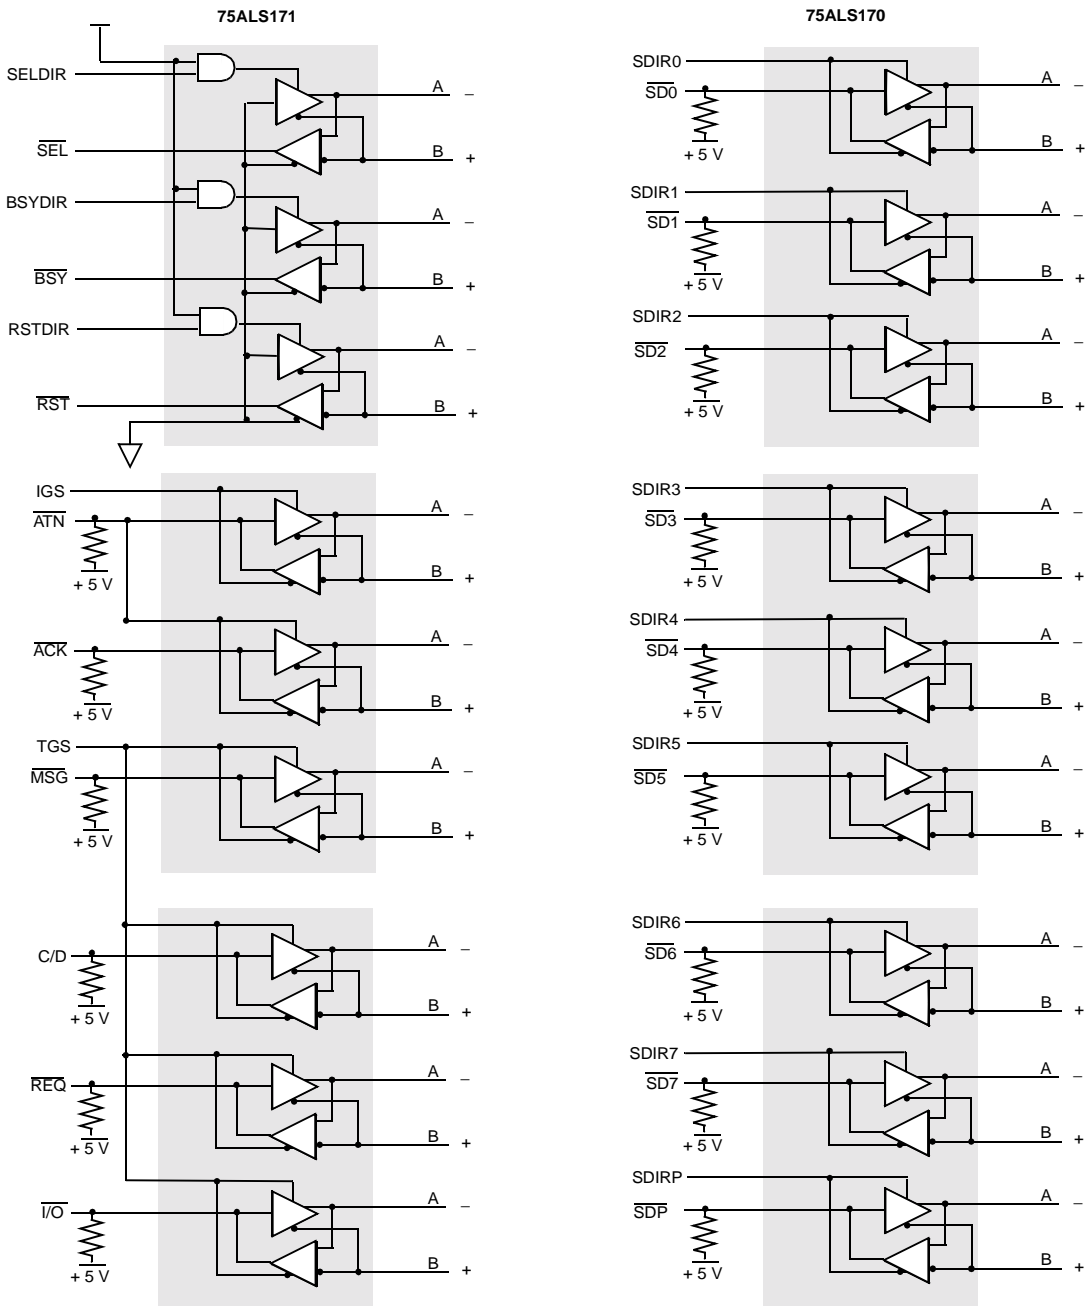 75ALS171
SELDIR
A –
SEL
B +
BSYDIR
A –
BSY
B +
RSTDIR
A –
RST
B +
IGS
A –
ATN
+ 5 V
B +
A –
ACK
+ 5 V
B +
TGS
A –
MSG
+ 5 V
B +
A –
C/D
+ 5 V
B +
A –
REQ
+ 5 V
B +
A –
I/O
+ 5 V
B +
75ALS170
SDIR0
A –
SD0
+ 5 V
B +
SDIR1
A –
SD1
+ 5 V
B +
SDIR2
A –
SD2
+ 5 V
B +
SDIR3
A –
SD3
+ 5 V
B +
SDIR4
A –
SD4
+ 5 V
B +
SDIR5
A –
SD5
+ 5 V
B +
SDIR6
A –
SD6
+ 5 V
B +
SDIR7
A –
SD7
+ 5 V
B +
SDIRP
A –
SDP
+ 5 V
B +